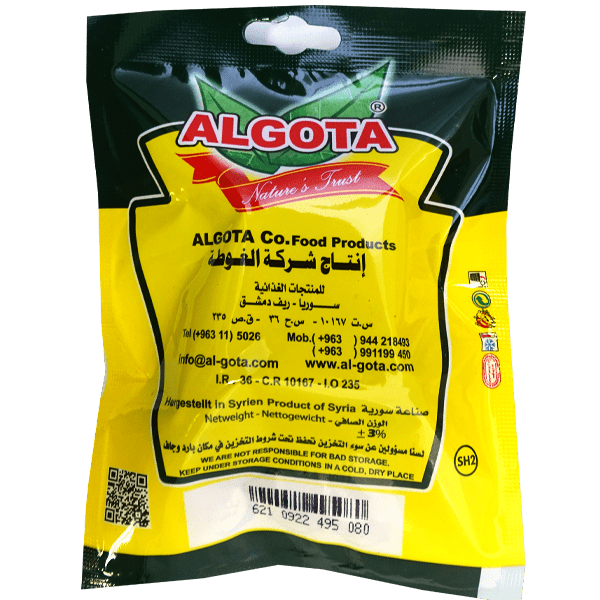 ALGOTA ®
Nature's Trust
ALGOTA Co. Food Products
إنتاج شركة الغوطة
للمنتجات الغذائية
سوريا - ريف دمشق
س.ت ١٠١٦٧ - س.ح ٣٦ - ق.ص ٢٣٥
Tel (+963 11) 5026 Mob. (+963 ) 944 218493
(+963 ) 991199 450
info@al-gota.com www.al-gota.com
I.R. 36 - C.R 10167 - I.O 235
Hergestellt in Syrien Product of Syria صناعة سورية
Netweight - Nettogewicht - الوزن الصافي
± 3%
لسنا مسؤولين عن سوء التخزين تحفظ تحت شروط التخزين في مكان بارد وجاف
WE ARE NOT RESPONSIBLE FOR BAD STORAGE.
KEEP UNDER STORAGE CONDITIONS IN A COLD, DRY PLACE
SH2
621 0922 495 080